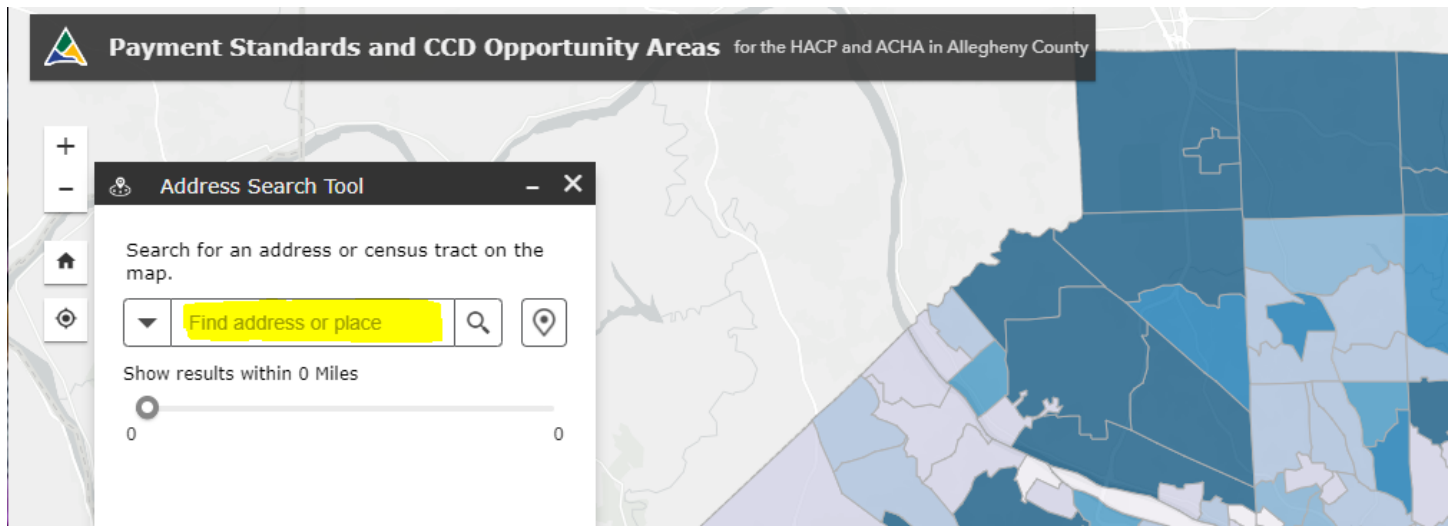 Payment Standards and CCD Opportunity Areas for the HACP and ACHA in Allegheny County
+
−
Address Search Tool − ×
Search for an address or census tract on the
map.
Find address or place
Show results within 0 Miles
0 0